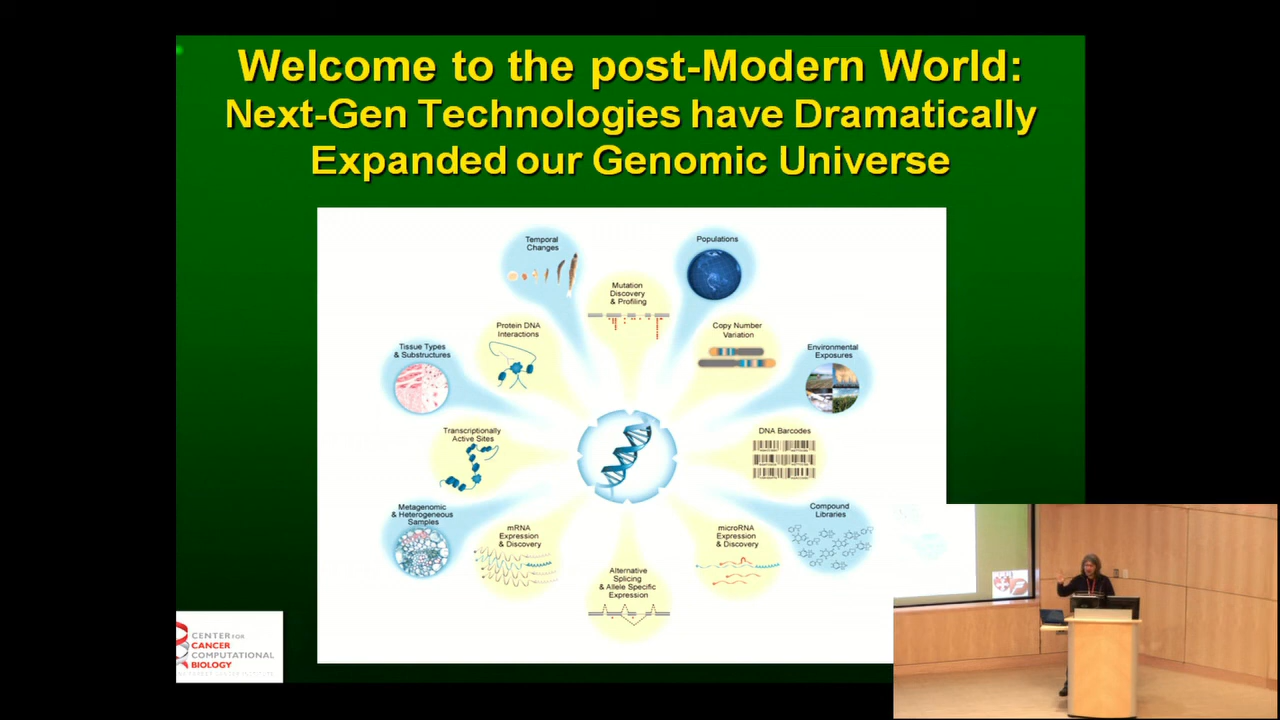 Welcome to the post-Modern World:
Next-Gen Technologies have Dramatically
Expanded our Genomic Universe
Temporal
Changes
Populations
Mutation
Discovery
& Profiling
Protein DNA
Interactions
Copy Number
Variation
Tissue Types
& Substructures
Environmental
Exposures
Transcriptionally
Active Sites
DNA Barcodes
Metagenomic
& Heterogeneous
Samples
Compound
Libraries
mRNA
Expression
& Discovery
microRNA
Expression
& Discovery
Alternative
Splicing
& Allele Specific
Expression
CENTER FOR
CANCER
COMPUTATIONAL
BIOLOGY